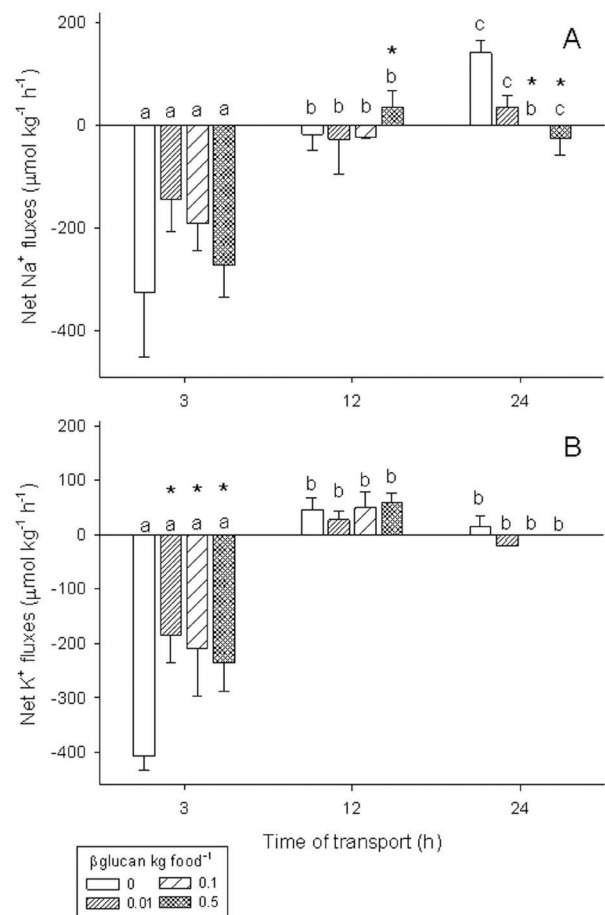 200
0
-200
-400
Net Na⁺ fluxes (μmol kg⁻¹ h⁻¹)
A
a a a a
b b b b
*
c c b c
* *
3 12 24
200
100
0
-100
-200
-300
-400
Net K⁺ fluxes (μmol kg⁻¹ h⁻¹)
B
* * *
a a a a
b b b b
b b b b
3 12 24
Time of transport (h)
βglucan kg food⁻¹
0 0.1
0.01 0.5